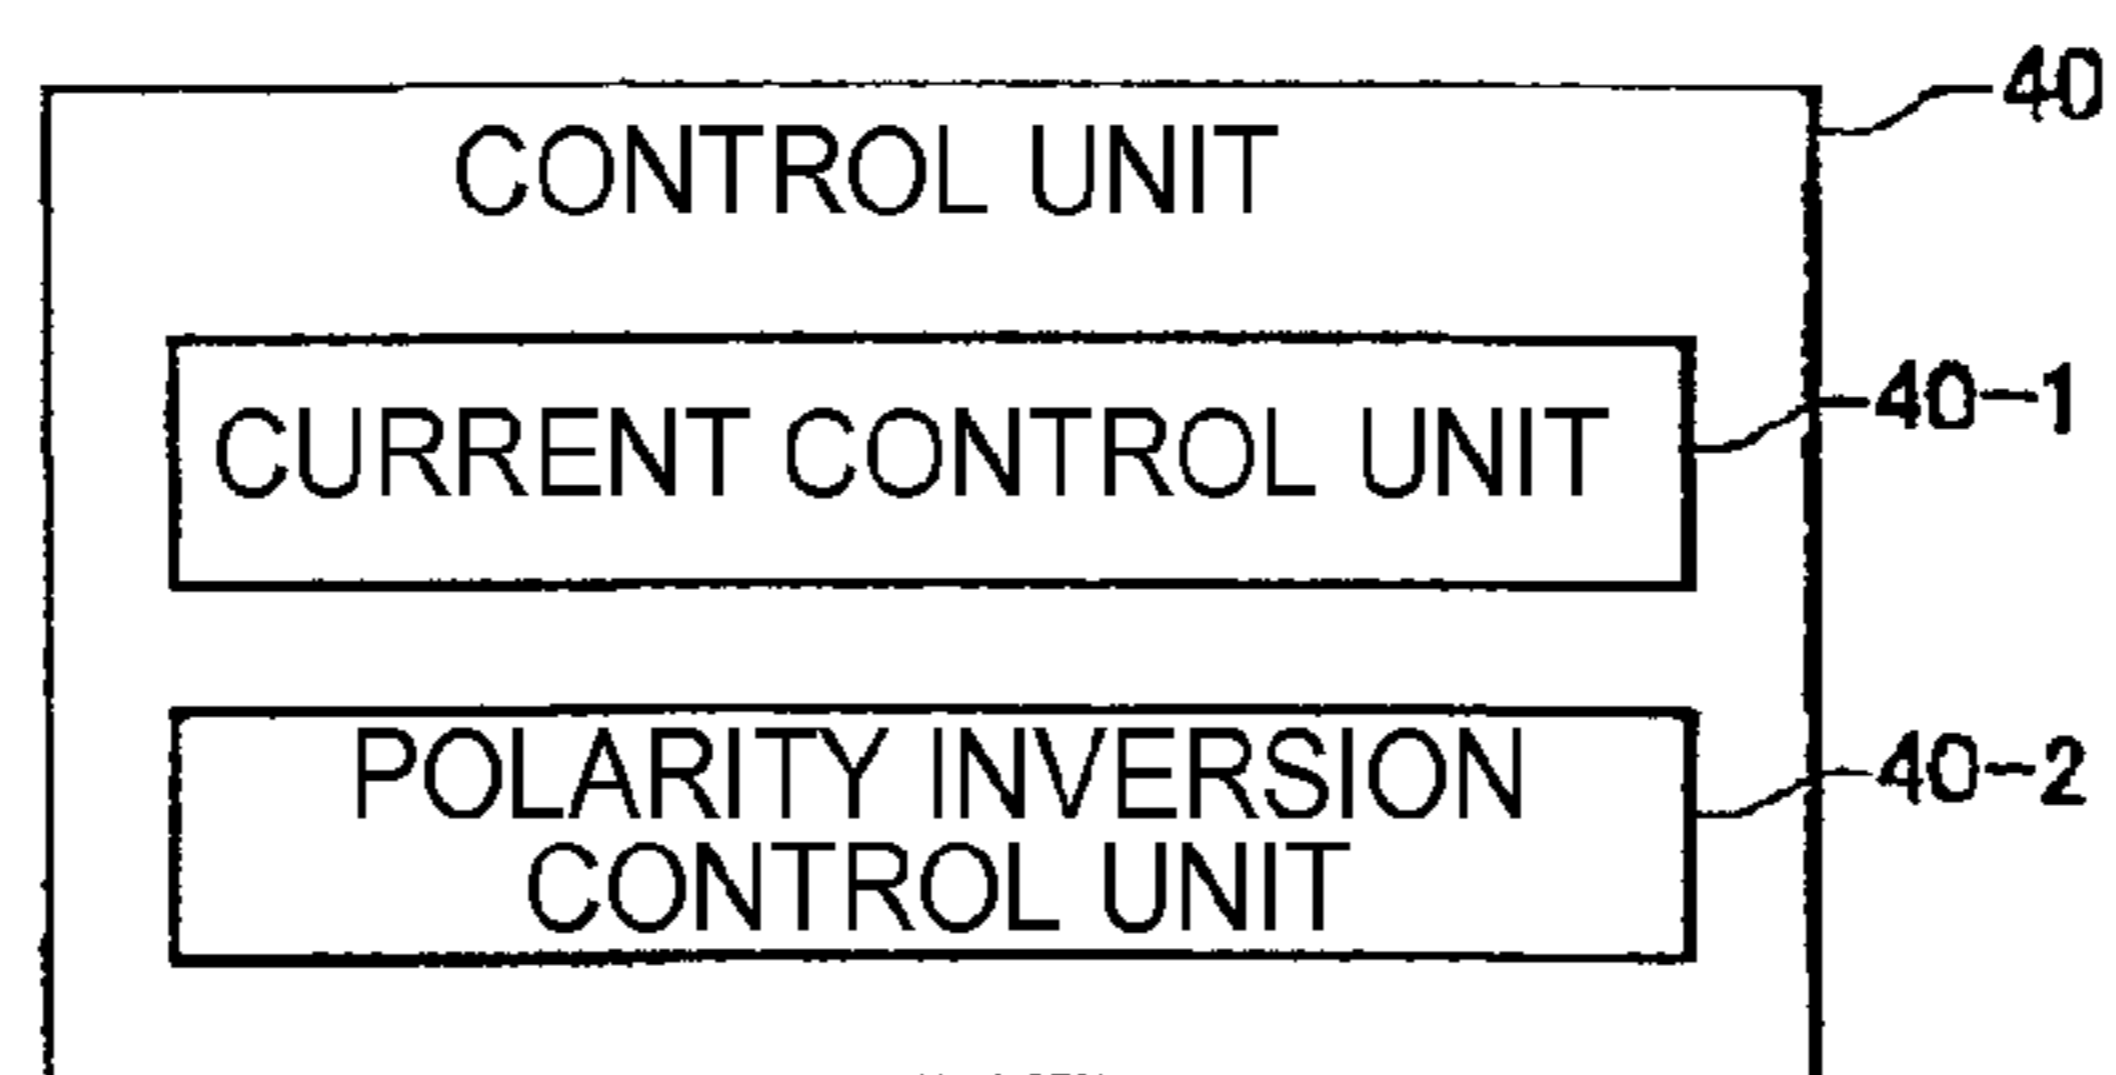 40
CONTROL UNIT
CURRENT CONTROL UNIT
40-1
POLARITY INVERSION
CONTROL UNIT
40-2